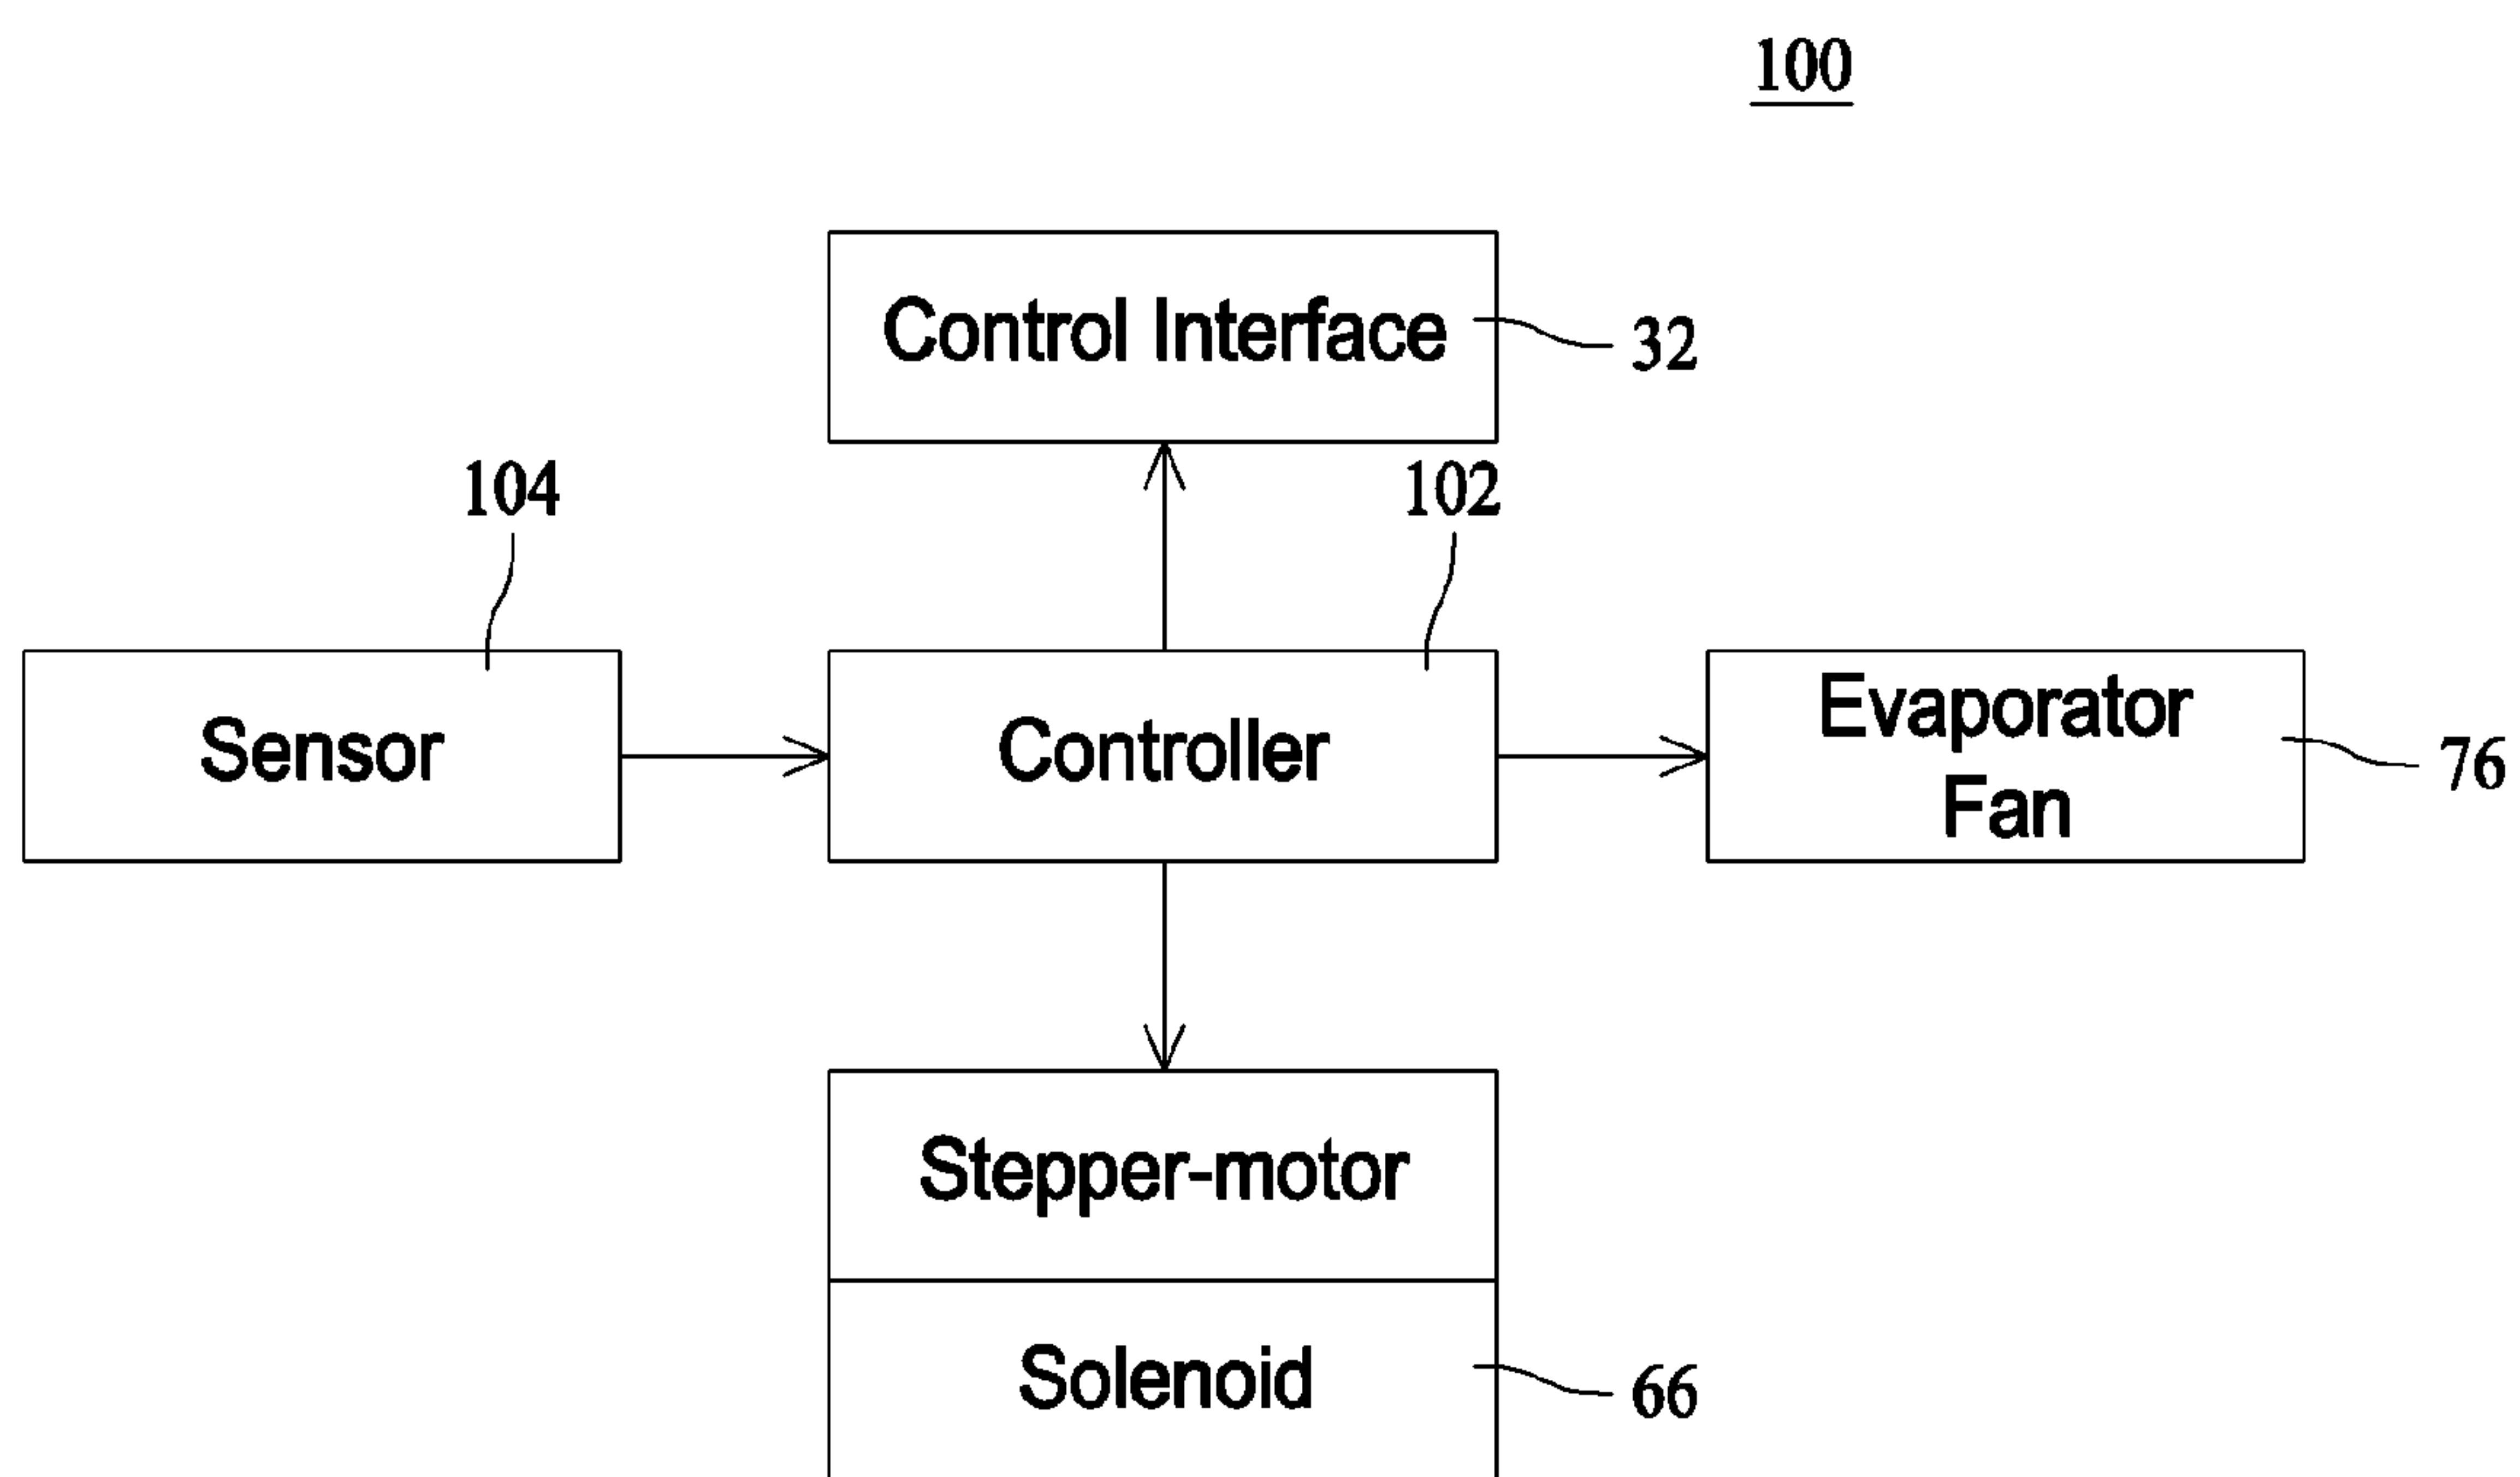 100
Control Interface
32
104
102
Sensor
Controller
Evaporator
Fan
76
Stepper-motor
Solenoid
66